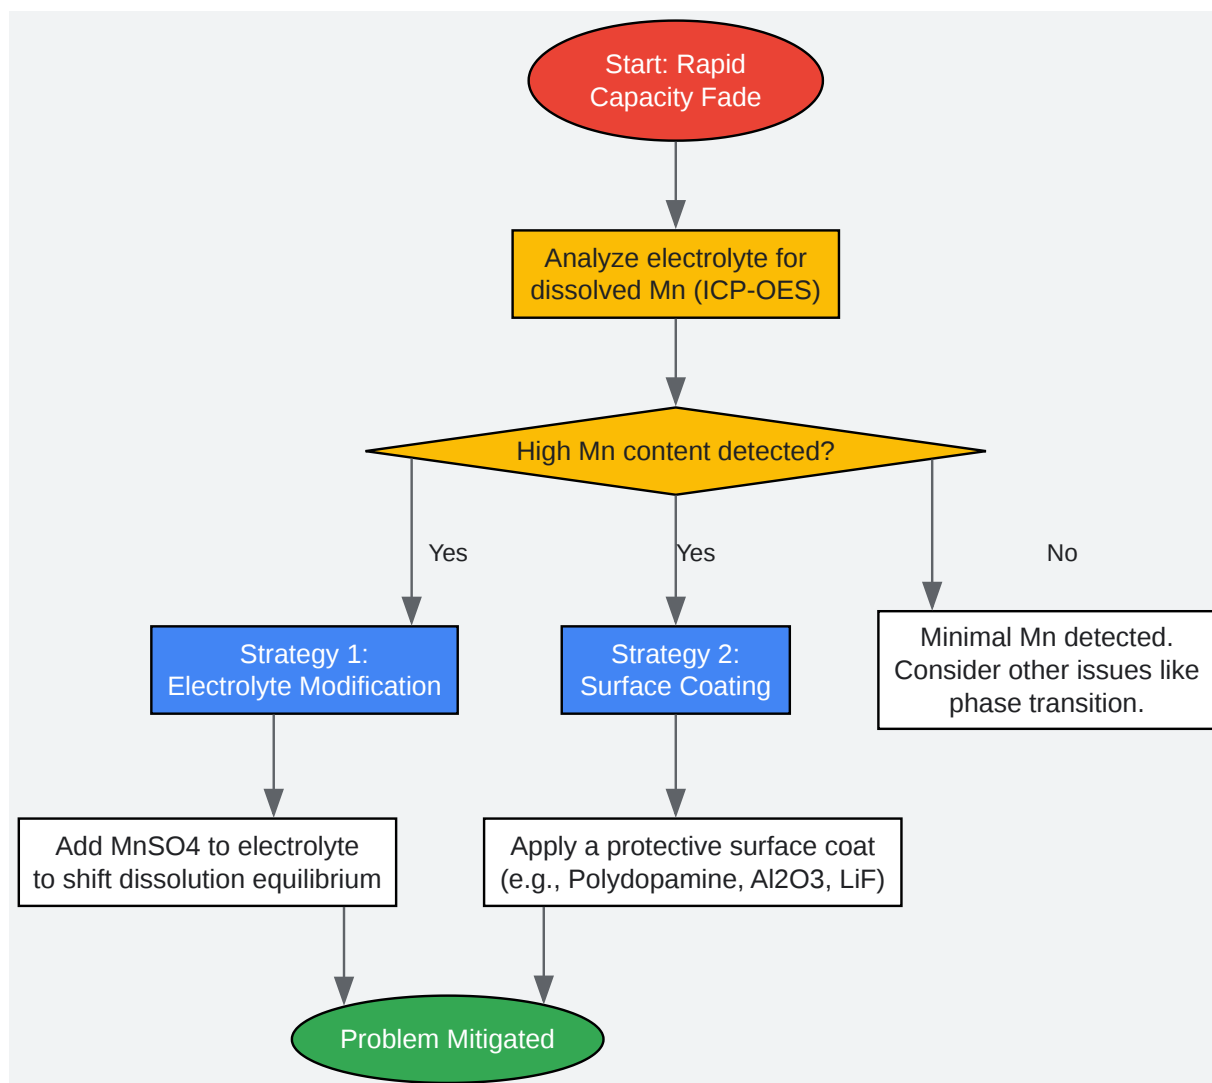 Start: Rapid
Capacity Fade
Analyze electrolyte for
dissolved Mn (ICP-OES)
High Mn content detected?
Yes
Yes
No
Strategy 1:
Electrolyte Modification
Strategy 2:
Surface Coating
Minimal Mn detected.
Consider other issues like
phase transition.
Add MnSO4 to electrolyte
to shift dissolution equilibrium
Apply a protective surface coat
(e.g., Polydopamine, Al2O3, LiF)
Problem Mitigated